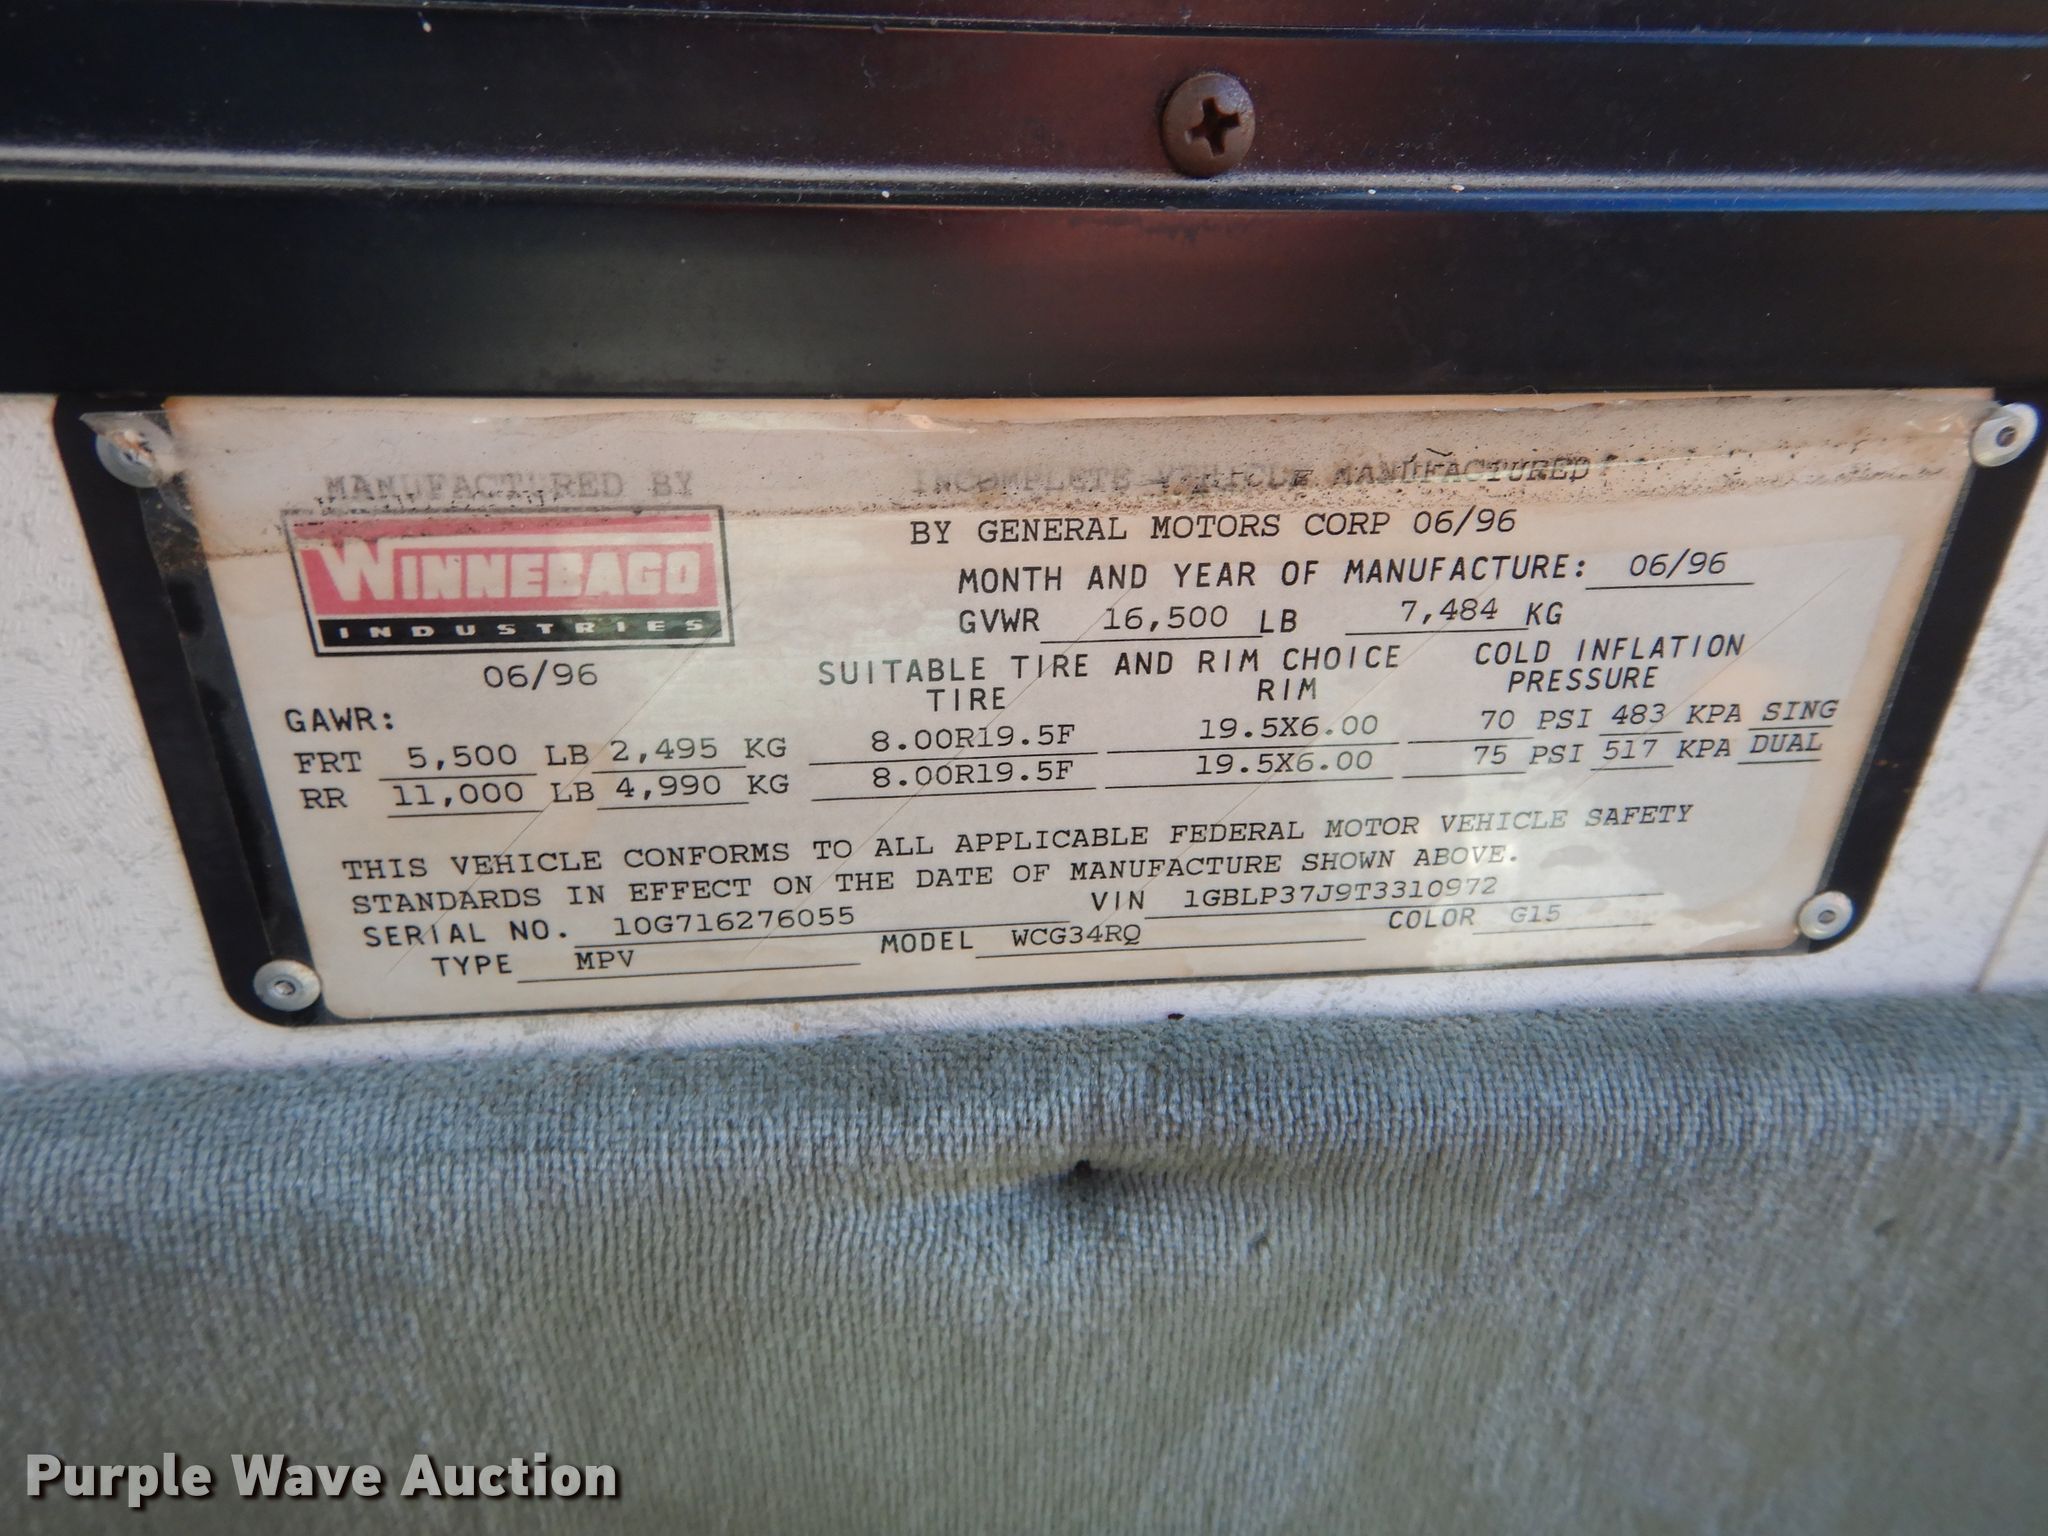 MANUFACTURED BY
INCOMPLETE VEHICLE MANUFACTURED
BY GENERAL MOTORS CORP 06/96
WINNEBAGO
INDUSTRIES
06/96
MONTH AND YEAR OF MANUFACTURE: 06/96
GVWR 16,500 LB 7,484 KG
SUITABLE TIRE AND RIM CHOICE COLD INFLATION
TIRE RIM PRESSURE
GAWR:
FRT 5,500 LB 2,495 KG 8.00R19.5F 19.5X6.00 70 PSI 483 KPA SING
RR 11,000 LB 4,990 KG 8.00R19.5F 19.5X6.00 75 PSI 517 KPA DUAL
THIS VEHICLE CONFORMS TO ALL APPLICABLE FEDERAL MOTOR VEHICLE SAFETY
STANDARDS IN EFFECT ON THE DATE OF MANUFACTURE SHOWN ABOVE.
SERIAL NO. 10G716276055 VIN 1GBLP37J9T3310972
TYPE MPV MODEL WCG34RQ COLOR G15
Purple Wave Auction